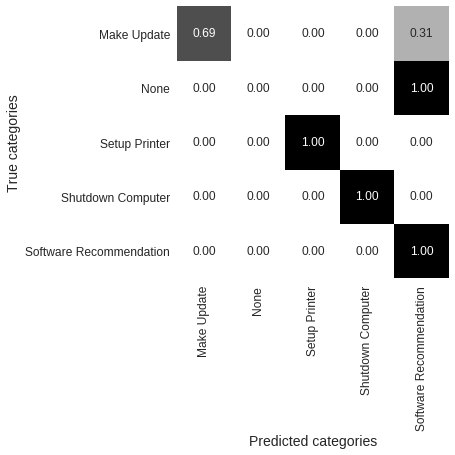 Make Update 0.69 0.00 0.00 0.00 0.31
None 0.00 0.00 0.00 0.00 1.00
Setup Printer 0.00 0.00 1.00 0.00 0.00
Shutdown Computer 0.00 0.00 0.00 1.00 0.00
Software Recommendation 0.00 0.00 0.00 0.00 1.00
True categories
Make Update
None
Setup Printer
Shutdown Computer
Software Recommendation
Predicted categories